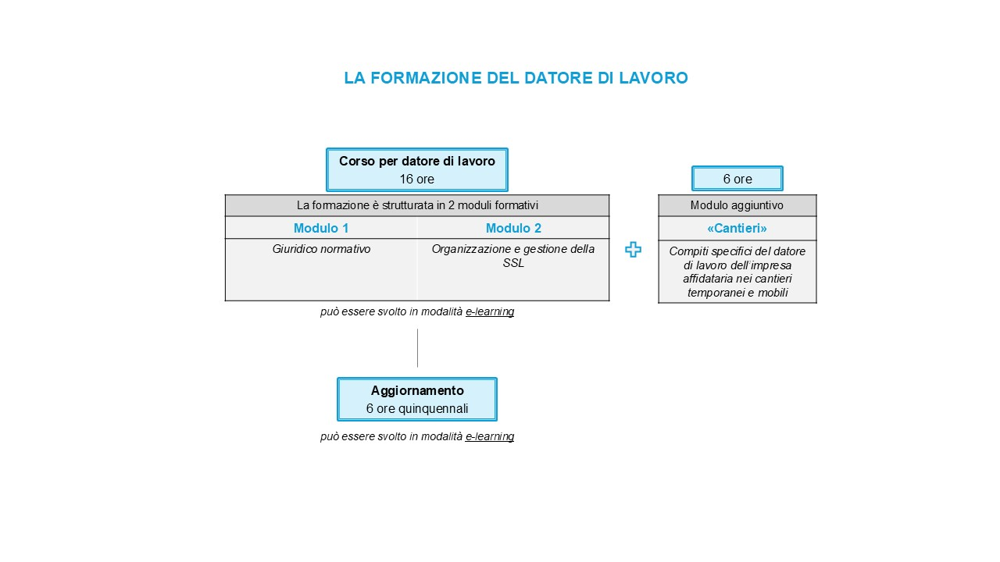 LA FORMAZIONE DEL DATORE DI LAVORO
Corso per datore di lavoro
16 ore
La formazione è strutturata in 2 moduli formativi
Modulo 1
Modulo 2
Giuridico normativo
Organizzazione e gestione della
SSL
può essere svolto in modalità e-learning
6 ore
Modulo aggiuntivo
«Cantieri»
Compiti specifici del datore
di lavoro dell'impresa
affidataria nei cantieri
temporanei e mobili
Aggiornamento
6 ore quinquennali
può essere svolto in modalità e-learning